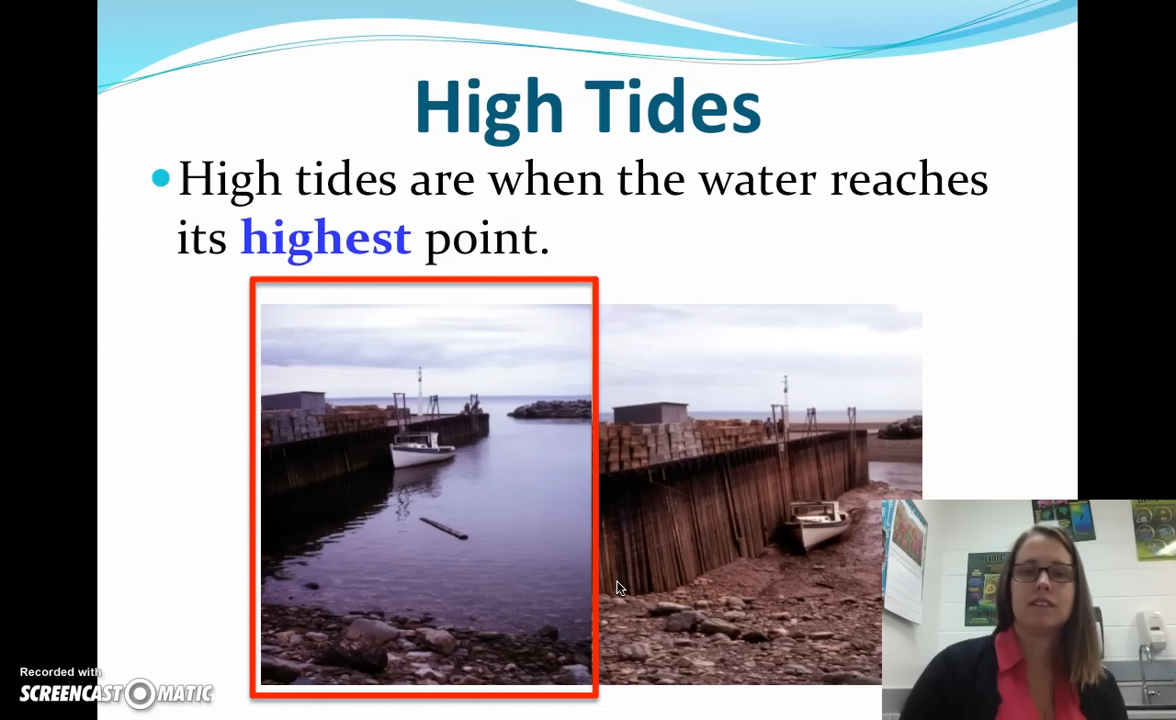 High Tides
High tides are when the water reaches
its highest point.
Recorded with
SCREENCAST-O-MATIC